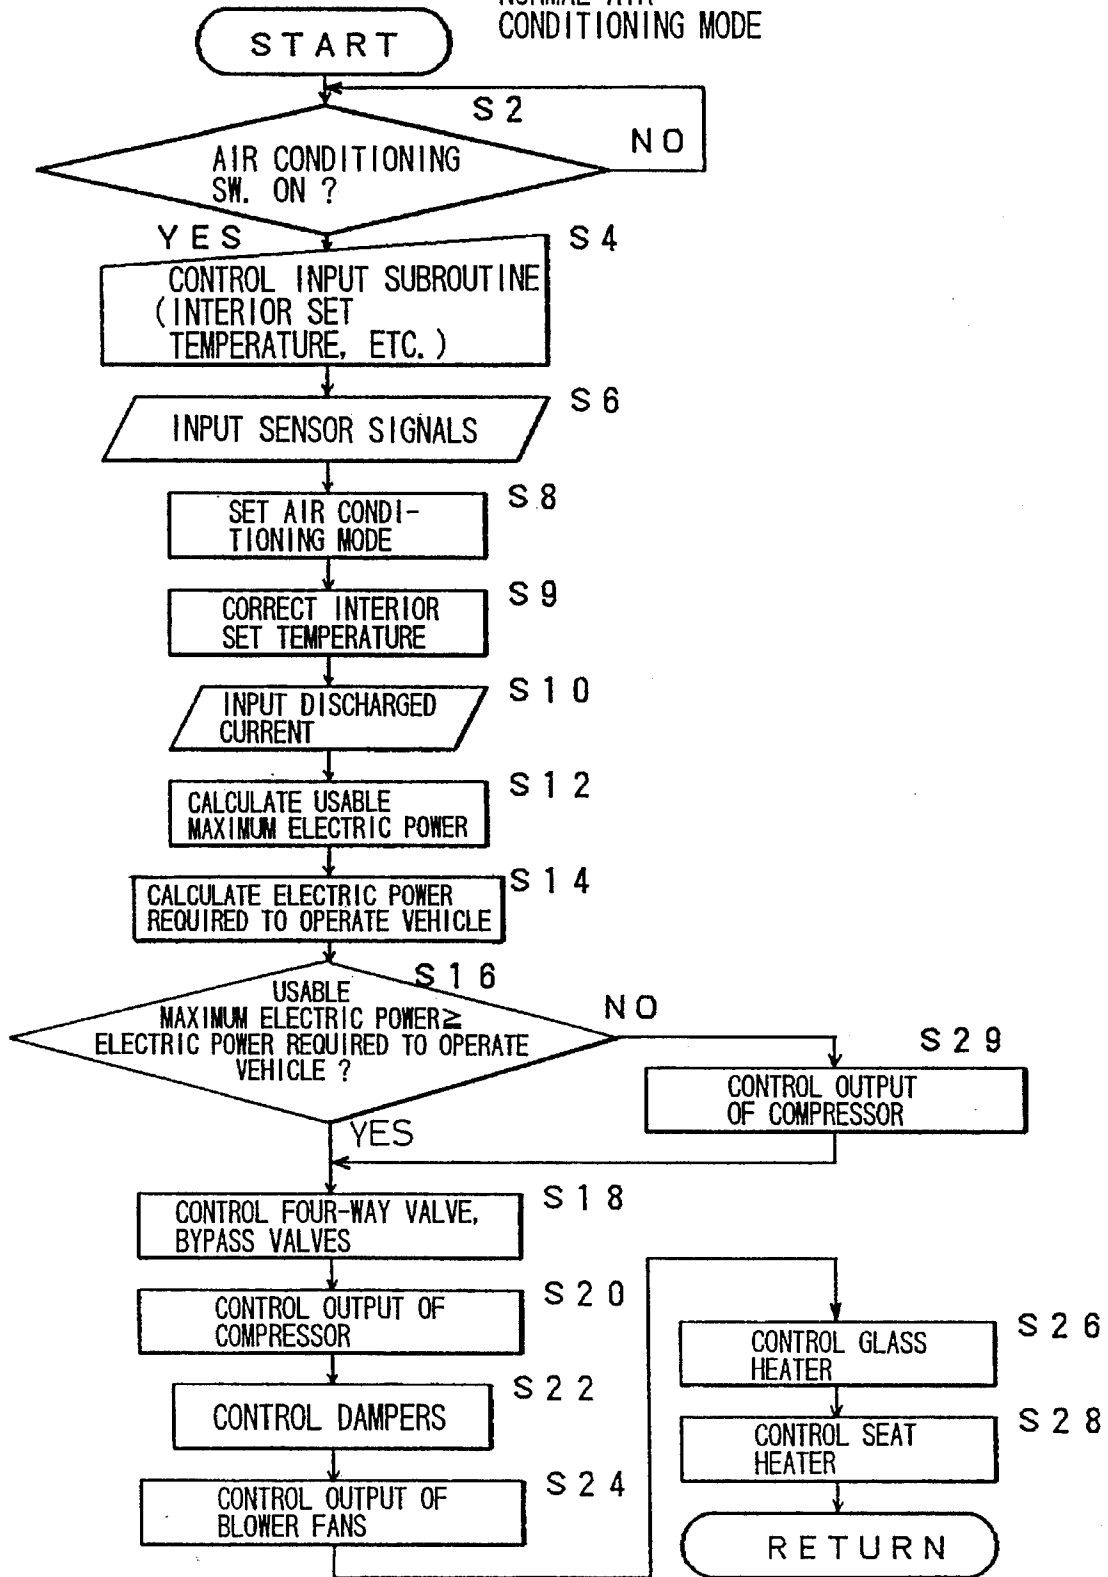 NORMAL AIR
CONDITIONING MODE
START
S2
AIR CONDITIONING
SW. ON ?
NO
YES
S4
CONTROL INPUT SUBROUTINE
(INTERIOR SET
TEMPERATURE, ETC.)
S6
INPUT SENSOR SIGNALS
S8
SET AIR CONDI-
TIONING MODE
S9
CORRECT INTERIOR
SET TEMPERATURE
S10
INPUT DISCHARGED
CURRENT
S12
CALCULATE USABLE
MAXIMUM ELECTRIC POWER
S14
CALCULATE ELECTRIC POWER
REQUIRED TO OPERATE VEHICLE
S16
USABLE
MAXIMUM ELECTRIC POWER≧
ELECTRIC POWER REQUIRED TO OPERATE
VEHICLE ?
NO
S29
CONTROL OUTPUT
OF COMPRESSOR
YES
S18
CONTROL FOUR-WAY VALVE,
BYPASS VALVES
S20
CONTROL OUTPUT OF
COMPRESSOR
S22
CONTROL DAMPERS
S24
CONTROL OUTPUT OF
BLOWER FANS
S26
CONTROL GLASS
HEATER
S28
CONTROL SEAT
HEATER
RETURN